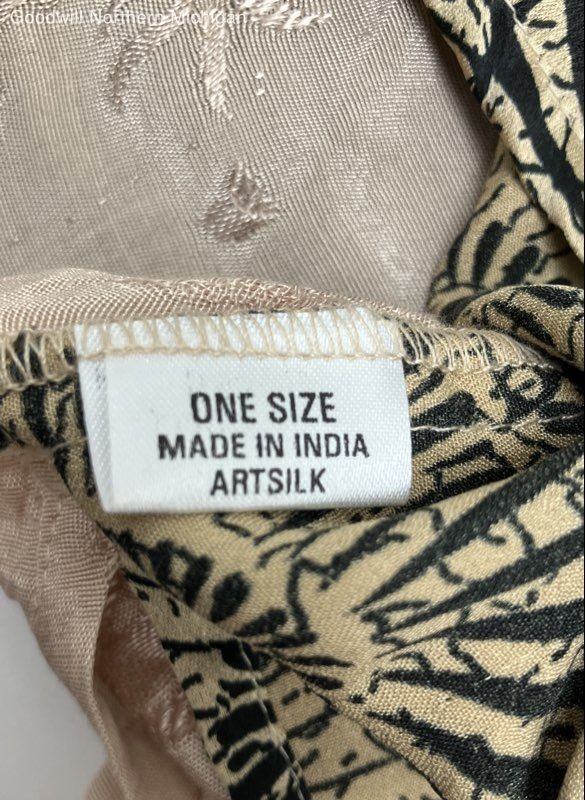 Goodwill Northern Michigan
ONE SIZE
MADE IN INDIA
ARTSILK